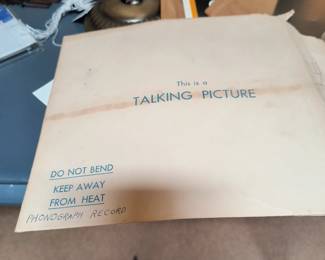 This is a
TALKING PICTURE
DO NOT BEND
KEEP AWAY
FROM HEAT
PHONOGRAPH RECORD